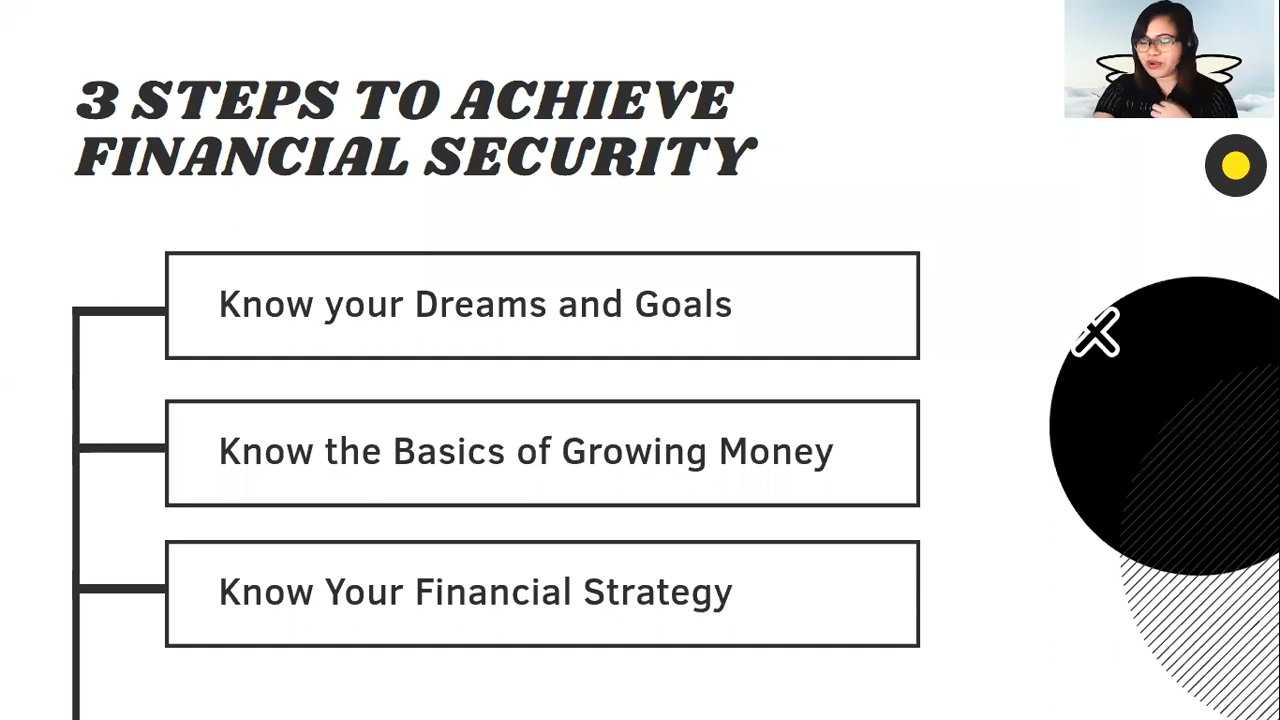 3 STEPS TO ACHIEVE
FINANCIAL SECURITY
Know your Dreams and Goals
Know the Basics of Growing Money
Know Your Financial Strategy